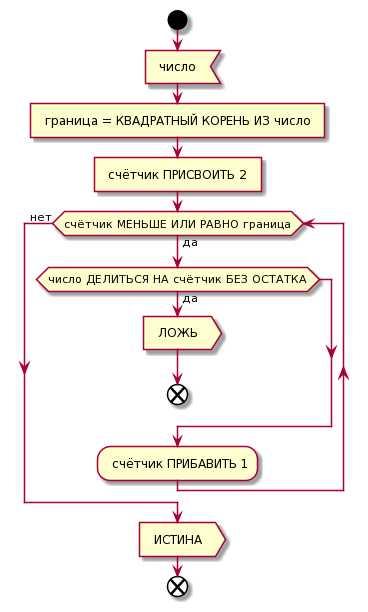 число
граница = КВАДРАТНЫЙ КОРЕНЬ ИЗ число
счётчик ПРИСВОИТЬ 2
нет
счётчик МЕНЬШЕ ИЛИ РАВНО граница
да
число ДЕЛИТЬСЯ НА счётчик БЕЗ ОСТАТКА
да
ЛОЖЬ
счётчик ПРИБАВИТЬ 1
ИСТИНА